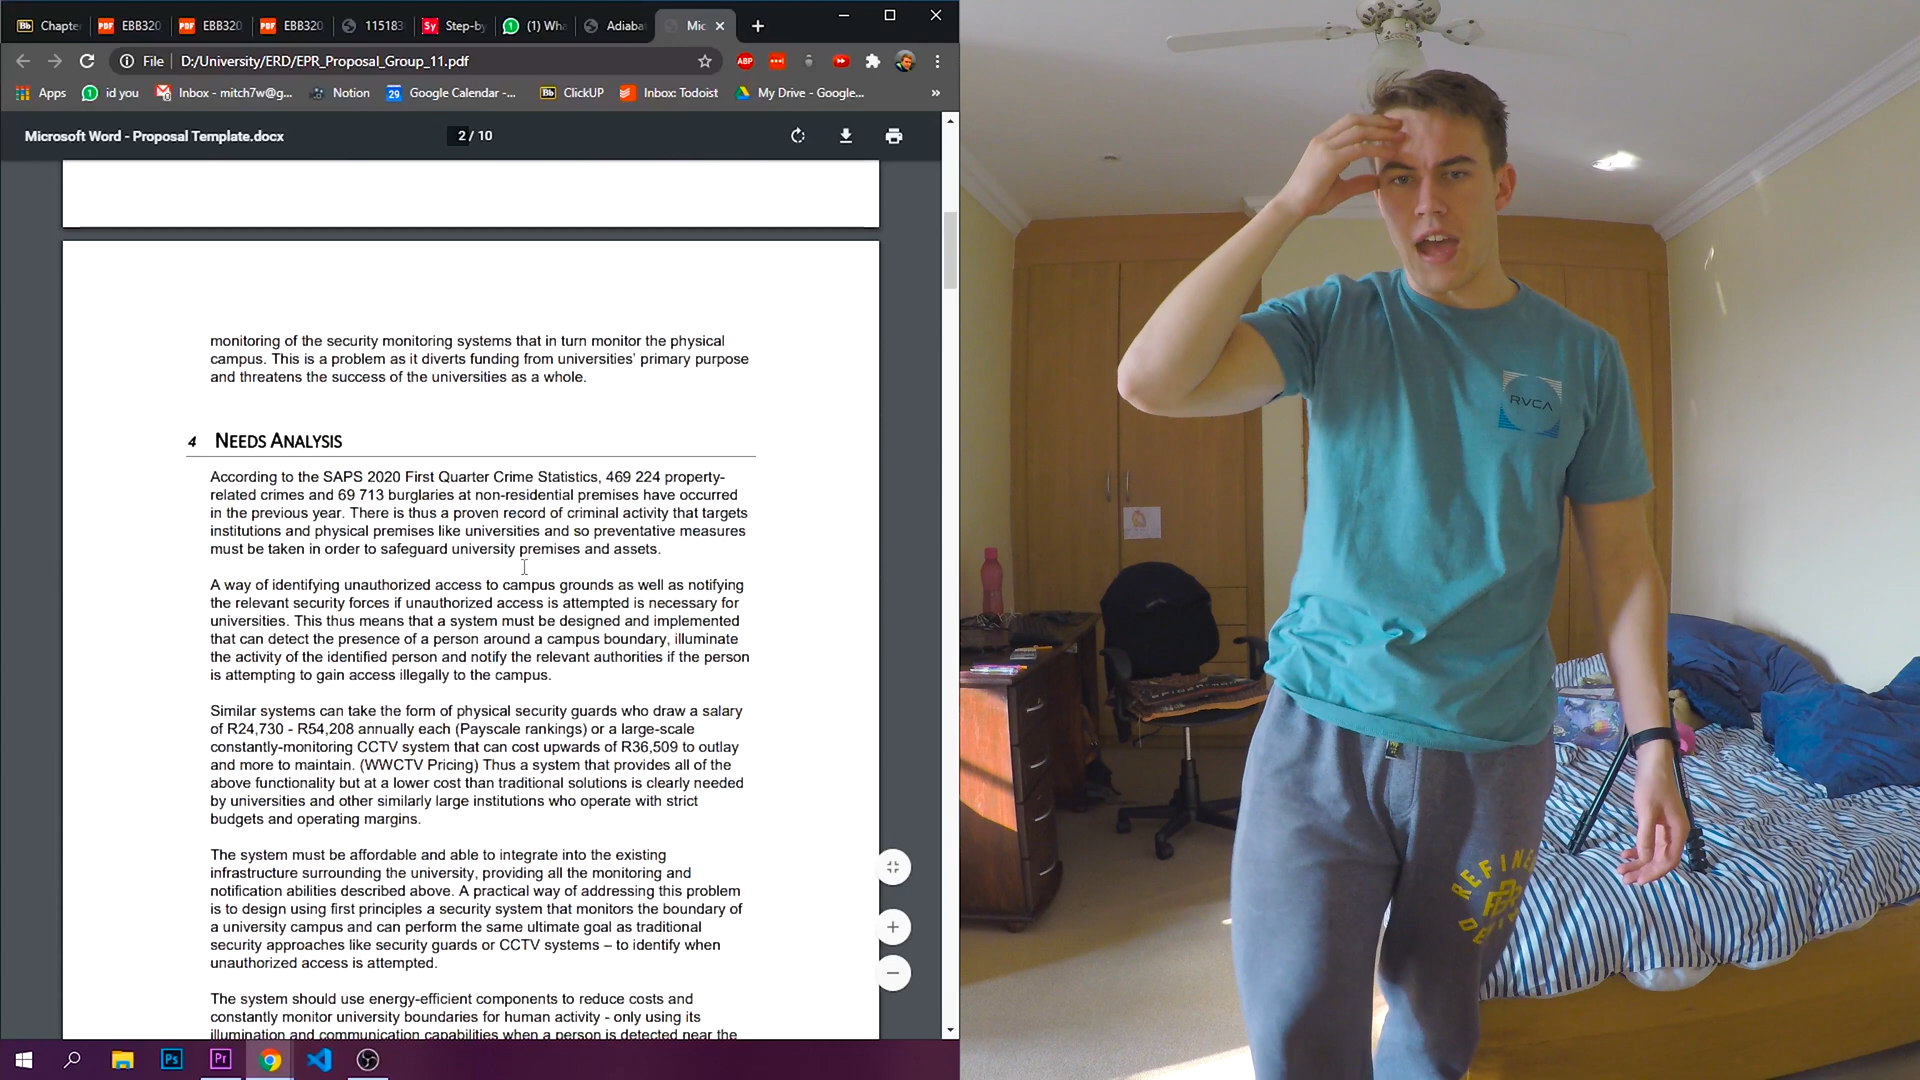 Chapte
EBB320
EBB320
EBB320
115183
Step-by
(1) Wha
Adiaba
Mic
File
D:/University/ERD/EPR_Proposal_Group_11.pdf
ABP
Apps
id you
Inbox - mitch7w@g...
Notion
Google Calendar -...
ClickUP
Inbox: Todoist
My Drive - Google...
»
Microsoft Word - Proposal Template.docx
2 / 10
monitoring of the security monitoring systems that in turn monitor the physical
campus. This is a problem as it diverts funding from universities' primary purpose
and threatens the success of the universities as a whole.
4 NEEDS ANALYSIS
According to the SAPS 2020 First Quarter Crime Statistics, 469 224 property-
related crimes and 69 713 burglaries at non-residential premises have occurred
in the previous year. There is thus a proven record of criminal activity that targets
institutions and physical premises like universities and so preventative measures
must be taken in order to safeguard university premises and assets.
A way of identifying unauthorized access to campus grounds as well as notifying
the relevant security forces if unauthorized access is attempted is necessary for
universities. This thus means that a system must be designed and implemented
that can detect the presence of a person around a campus boundary, illuminate
the activity of the identified person and notify the relevant authorities if the person
is attempting to gain access illegally to the campus.
Similar systems can take the form of physical security guards who draw a salary
of R24,730 - R54,208 annually each (Payscale rankings) or a large-scale
constantly-monitoring CCTV system that can cost upwards of R36,509 to outlay
and more to maintain. (WWCTV Pricing) Thus a system that provides all of the
above functionality but at a lower cost than traditional solutions is clearly needed
by universities and other similarly large institutions who operate with strict
budgets and operating margins.
The system must be affordable and able to integrate into the existing
infrastructure surrounding the university, providing all the monitoring and
notification abilities described above. A practical way of addressing this problem
is to design using first principles a security system that monitors the boundary of
a university campus and can perform the same ultimate goal as traditional
security approaches like security guards or CCTV systems – to identify when
unauthorized access is attempted.
The system should use energy-efficient components to reduce costs and
constantly monitor university boundaries for human activity - only using its
illumination and communication capabilities when a person is detected near the
Ps
Pr
RVCA